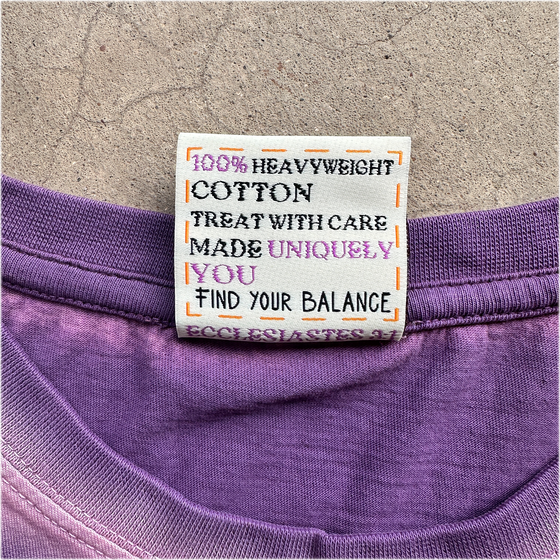 100% HEAVYWEIGHT
COTTON
TREAT WITH CARE
MADE UNIQUELY
YOU
FIND YOUR BALANCE
ECCLESIASTES